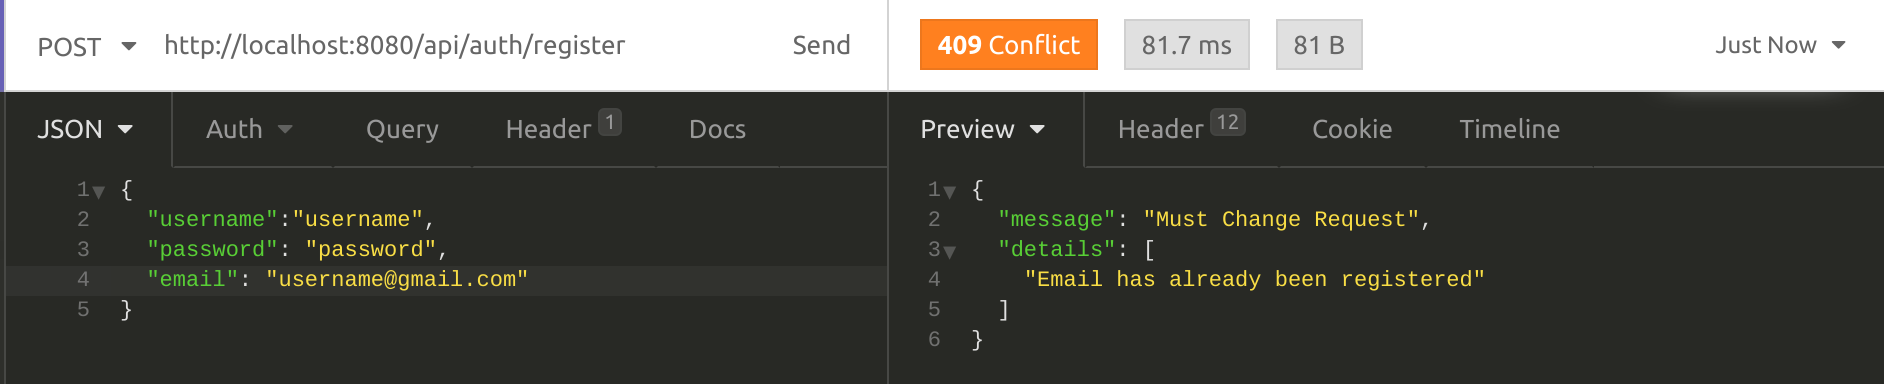 POST http://localhost:8080/api/auth/register Send
409 Conflict 81.7 ms 81 B Just Now
JSON Auth Query Header 1 Docs
Preview Header 12 Cookie Timeline
1 {
2 "username":"username",
3 "password": "password",
4 "email": "username@gmail.com"
5 }
1 {
2 "message": "Must Change Request",
3 "details": [
4 "Email has already been registered"
5 ]
6 }